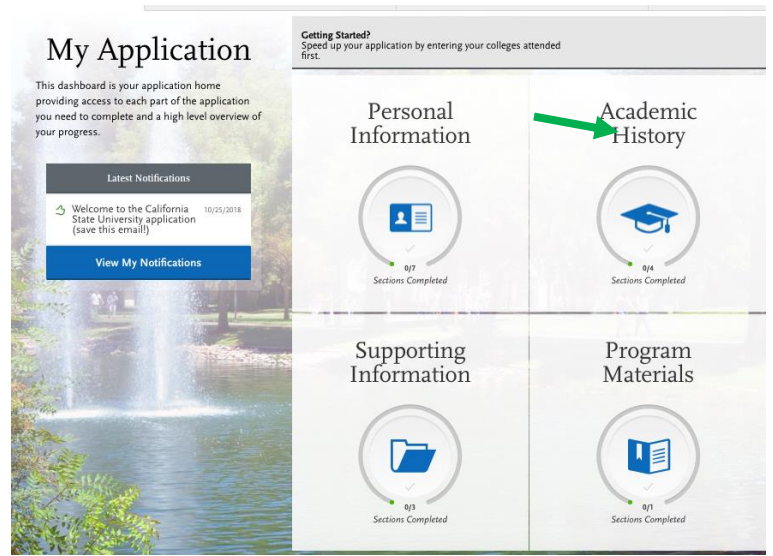 My Application
This dashboard is your application home
providing access to each part of the application
you need to complete and a high level overview of
your progress.
Latest Notifications
Welcome to the California
State University application
(save this email!)
10/25/2018
View My Notifications
Getting Started?
Speed up your application by entering your colleges attended
first.
Personal
Information
0/7
Sections Completed
Academic
History
0/4
Sections Completed
Supporting
Information
0/3
Sections Completed
Program
Materials
0/1
Sections Completed